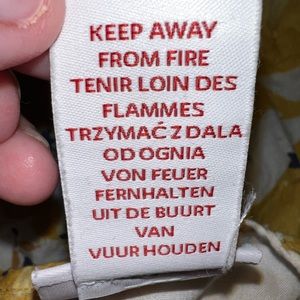 KEEP AWAY
FROM FIRE
TENIR LOIN DES
FLAMMES
TRZYMAĆ Z DALA
OD OGNIA
VON FEUER
FERNHALTEN
UIT DE BUURT
VAN
VUUR HOUDEN